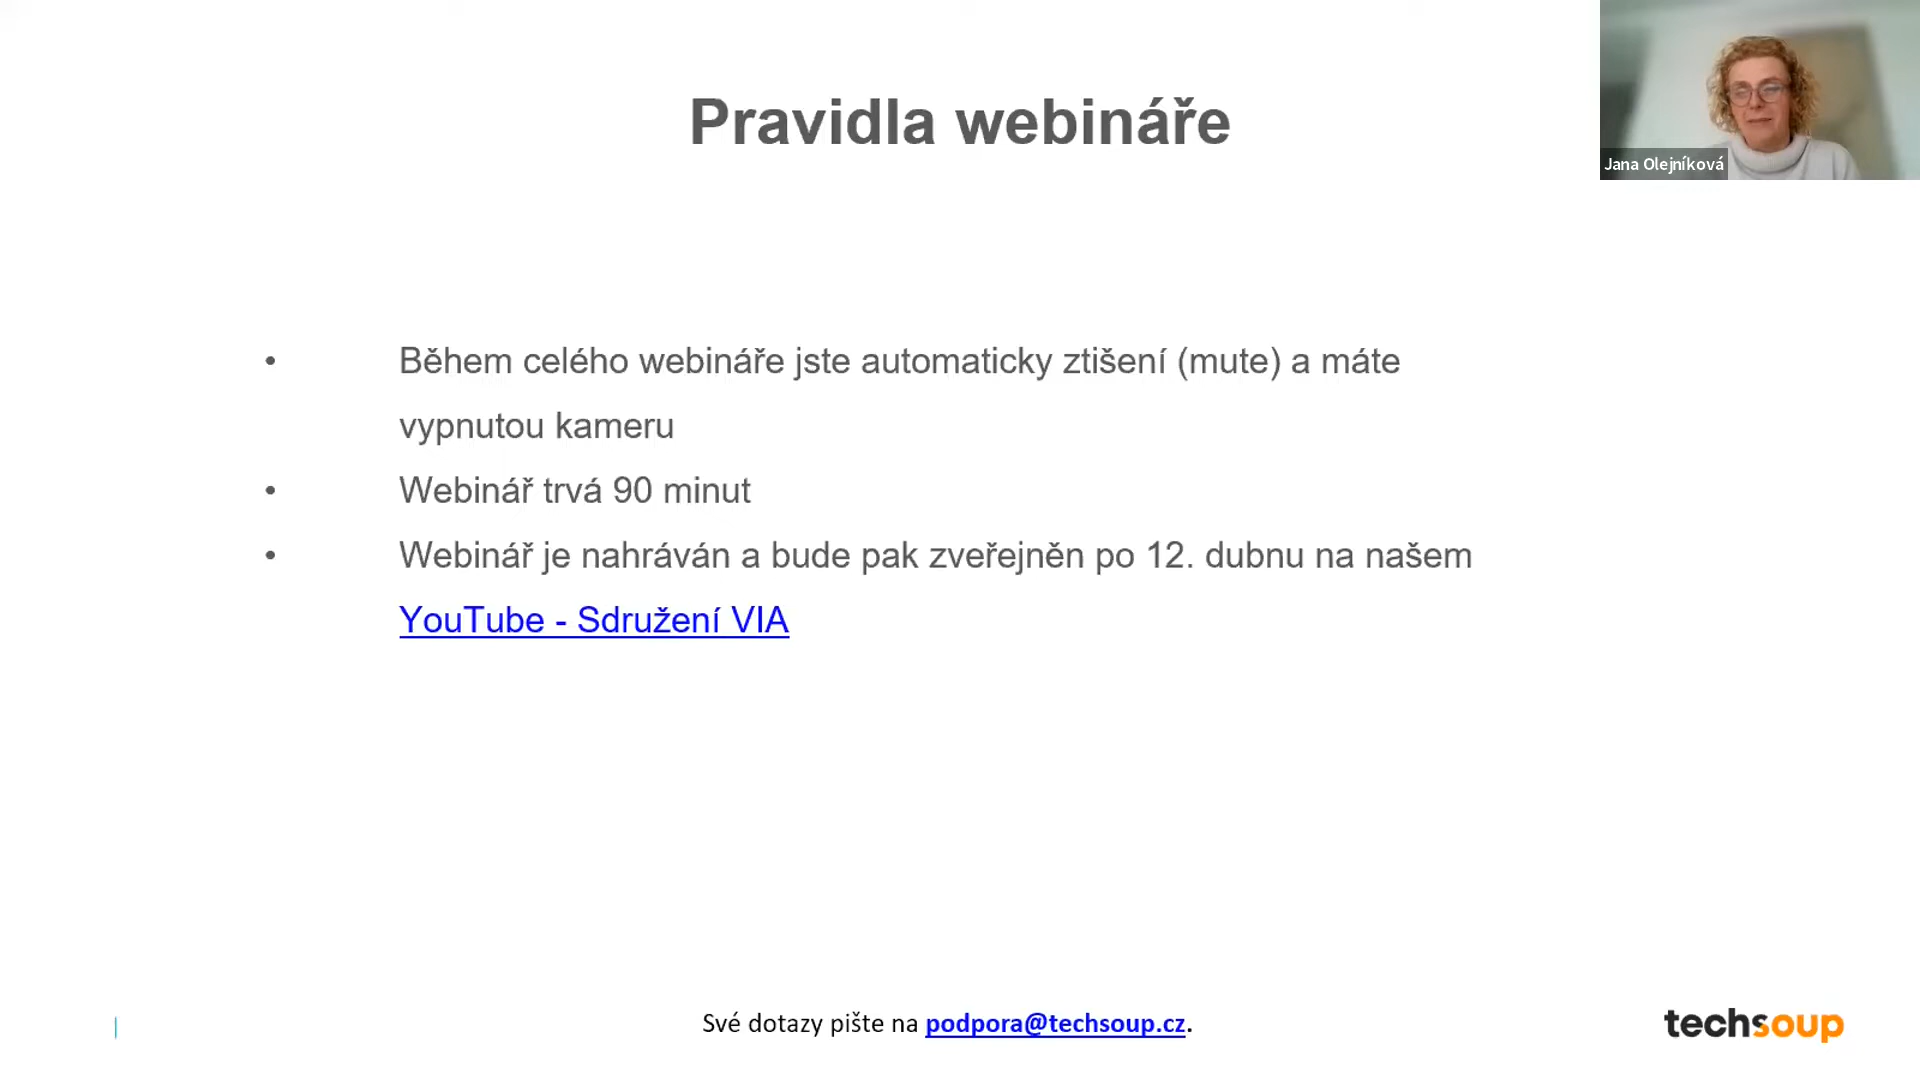 Pravidla webináře
Jana Olejníková
• Během celého webináře jste automaticky ztišení (mute) a máte
vypnutou kameru
• Webinář trvá 90 minut
• Webinář je nahráván a bude pak zveřejněn po 12. dubnu na našem
YouTube - Sdružení VIA
Své dotazy pište na podpora@techsoup.cz.
techsoup